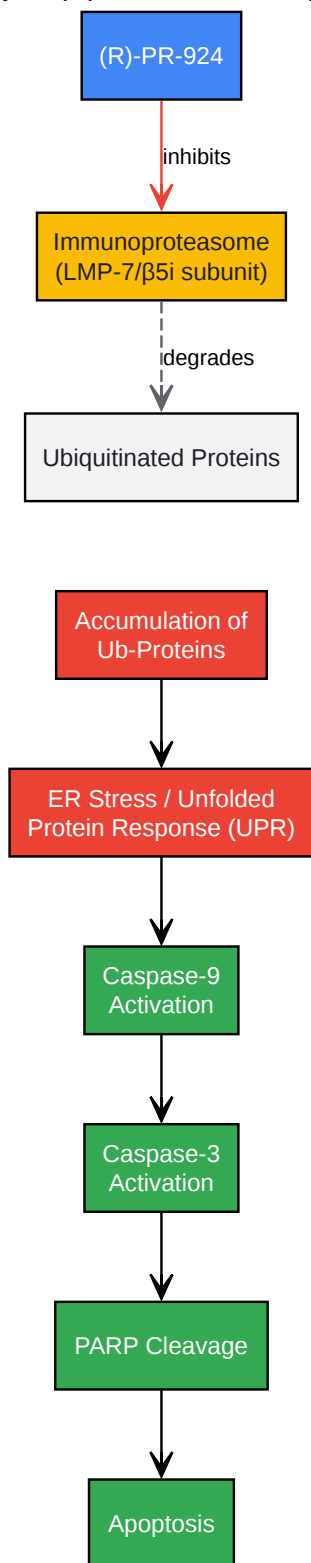 (R)-PR-924
inhibits
Immunoproteasome
(LMP-7/β5i subunit)
degrades
Ubiquitinated Proteins
Accumulation of
Ub-Proteins
ER Stress / Unfolded
Protein Response (UPR)
Caspase-9
Activation
Caspase-3
Activation
PARP Cleavage
Apoptosis